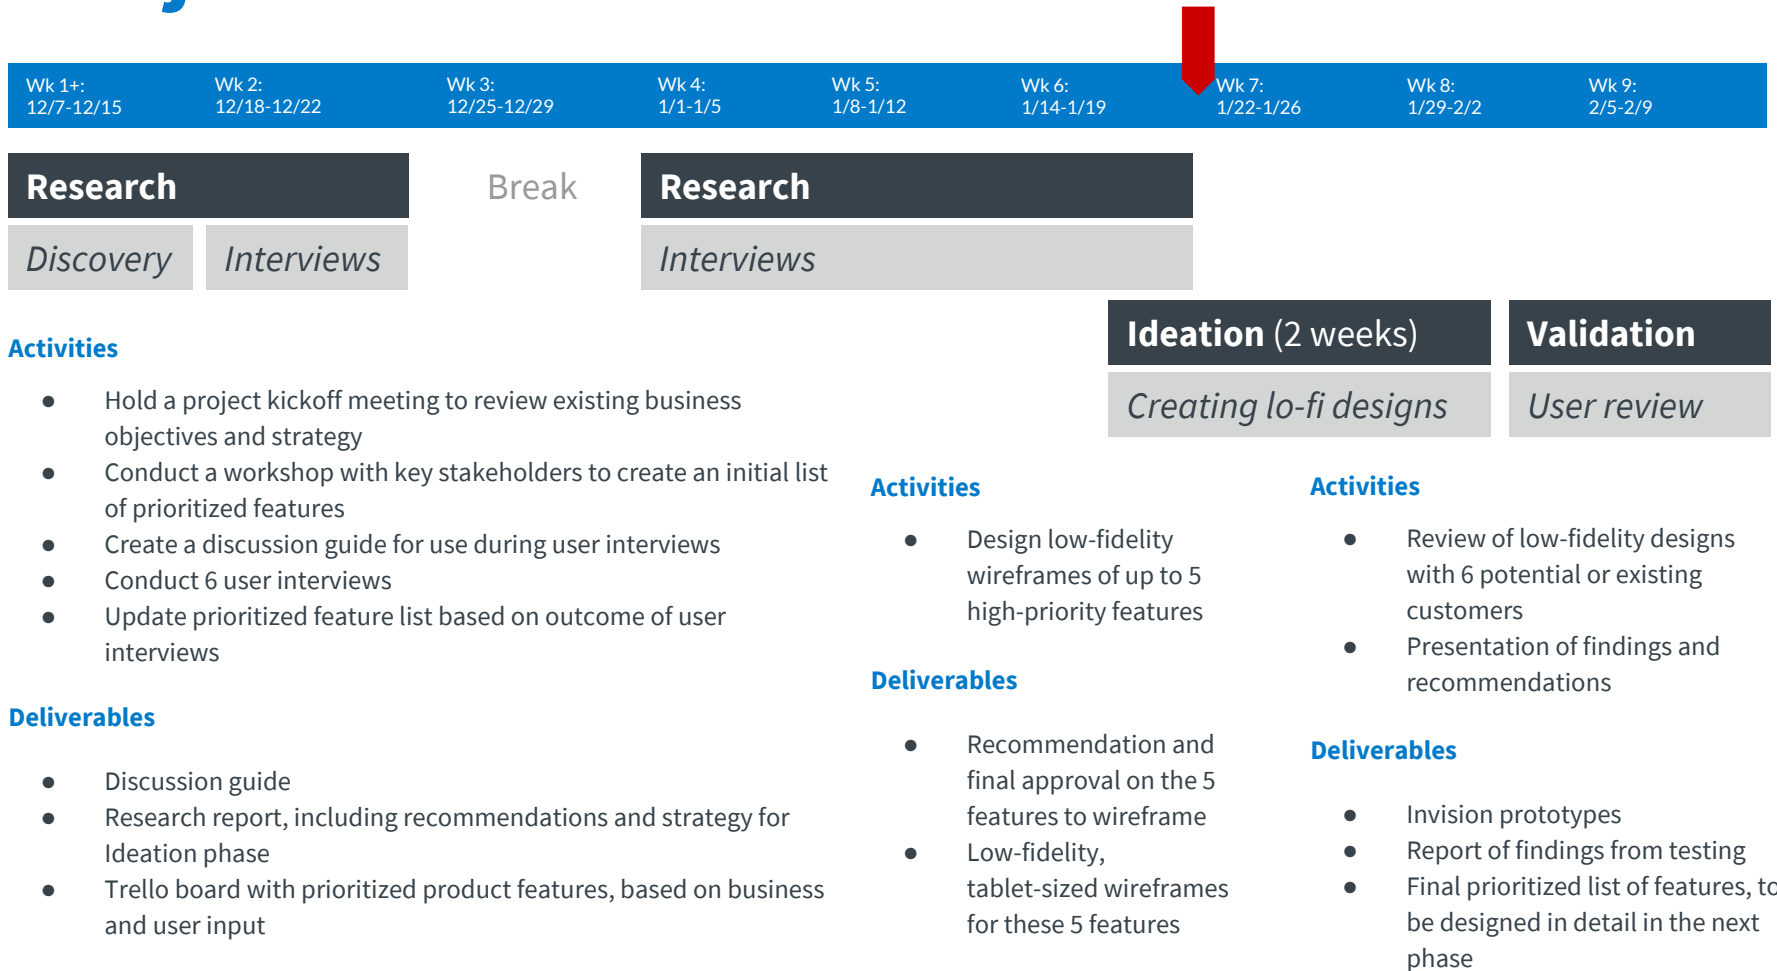 Wk 1+:
12/7-12/15
Wk 2:
12/18-12/22
Wk 3:
12/25-12/29
Wk 4:
1/1-1/5
Wk 5:
1/8-1/12
Wk 6:
1/14-1/19
Wk 7:
1/22-1/26
Wk 8:
1/29-2/2
Wk 9:
2/5-2/9
Research
Break
Research
Discovery
Interviews
Interviews
Ideation (2 weeks)
Validation
Creating lo-fi designs
User review
Activities
● Hold a project kickoff meeting to review existing business
objectives and strategy
● Conduct a workshop with key stakeholders to create an initial list
of prioritized features
● Create a discussion guide for use during user interviews
● Conduct 6 user interviews
● Update prioritized feature list based on outcome of user
interviews
Deliverables
● Discussion guide
● Research report, including recommendations and strategy for
Ideation phase
● Trello board with prioritized product features, based on business
and user input
Activities
● Design low-fidelity
wireframes of up to 5
high-priority features
Deliverables
● Recommendation and
final approval on the 5
features to wireframe
● Low-fidelity,
tablet-sized wireframes
for these 5 features
Activities
● Review of low-fidelity designs
with 6 potential or existing
customers
● Presentation of findings and
recommendations
Deliverables
● Invision prototypes
● Report of findings from testing
● Final prioritized list of features, to
be designed in detail in the next
phase